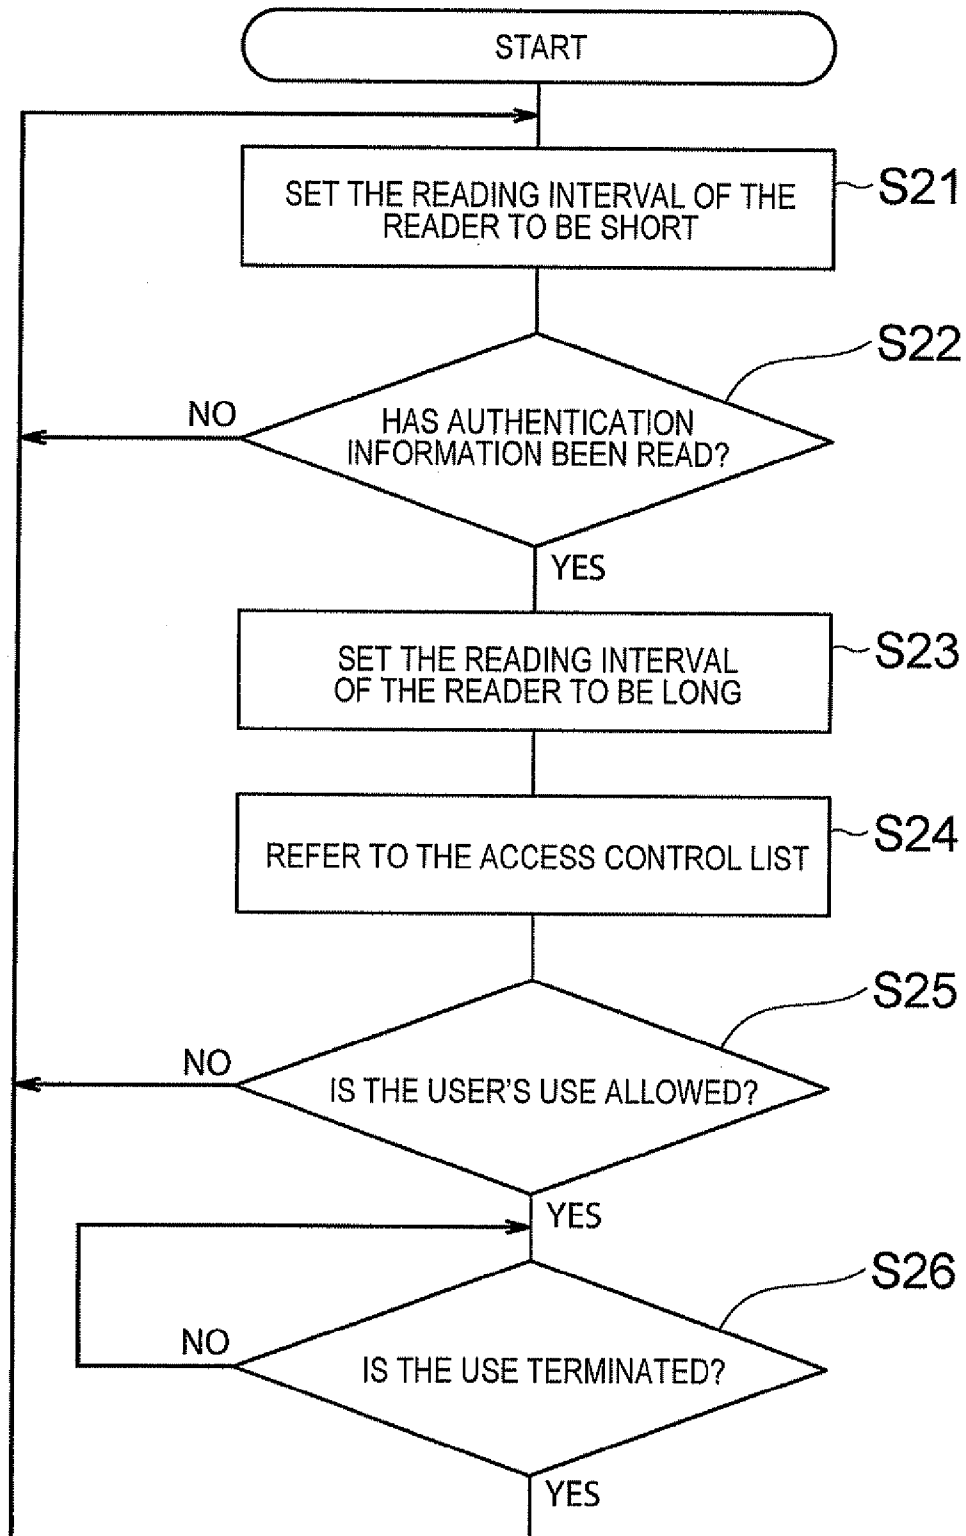 START
SET THE READING INTERVAL OF THE
READER TO BE SHORT
S21
S22
NO
HAS AUTHENTICATION
INFORMATION BEEN READ?
YES
SET THE READING INTERVAL
OF THE READER TO BE LONG
S23
REFER TO THE ACCESS CONTROL LIST
S24
S25
NO
IS THE USER'S USE ALLOWED?
YES
S26
NO
IS THE USE TERMINATED?
YES